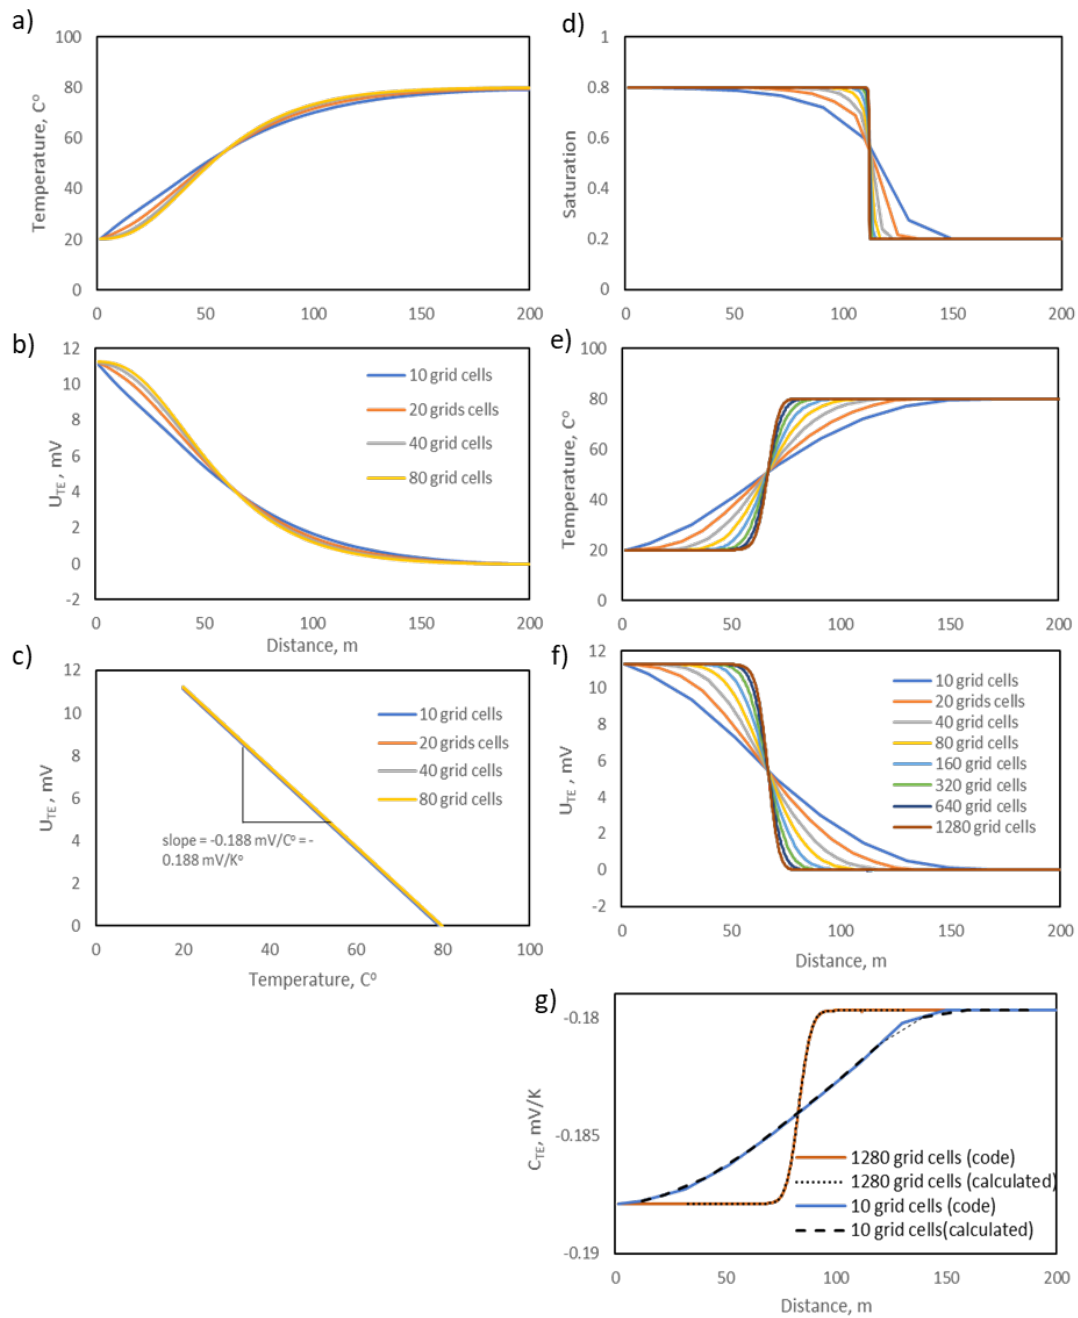 a)
100
80
60
40
20
0
Temperature, C°
0 50 100 150 200
b)
12
10
8
6
4
2
0
-2
U_TE , mV
10 grid cells
20 grids cells
40 grid cells
80 grid cells
0 50 100 150 200
Distance, m
c)
12
10
8
6
4
2
0
U_TE , mV
10 grid cells
20 grids cells
40 grid cells
80 grid cells
slope = -0.188 mV/C° = -
0.188 mV/K°
0 20 40 60 80 100
Temperature, C°
d)
1
0.8
0.6
0.4
0.2
0
Saturation
0 50 100 150 200
e)
100
80
60
40
20
0
Temperature, C°
0 50 100 150 200
f)
12
10
8
6
4
2
0
-2
U_TE , mV
10 grid cells
20 grids cells
40 grid cells
80 grid cells
160 grid cells
320 grid cells
640 grid cells
1280 grid cells
0 50 100 150 200
Distance, m
g)
-0.18
-0.185
-0.19
C_TE, mV/K
1280 grid cells (code)
1280 grid cells (calculated)
10 grid cells (code)
10 grid cells(calculated)
0 50 100 150 200
Distance, m